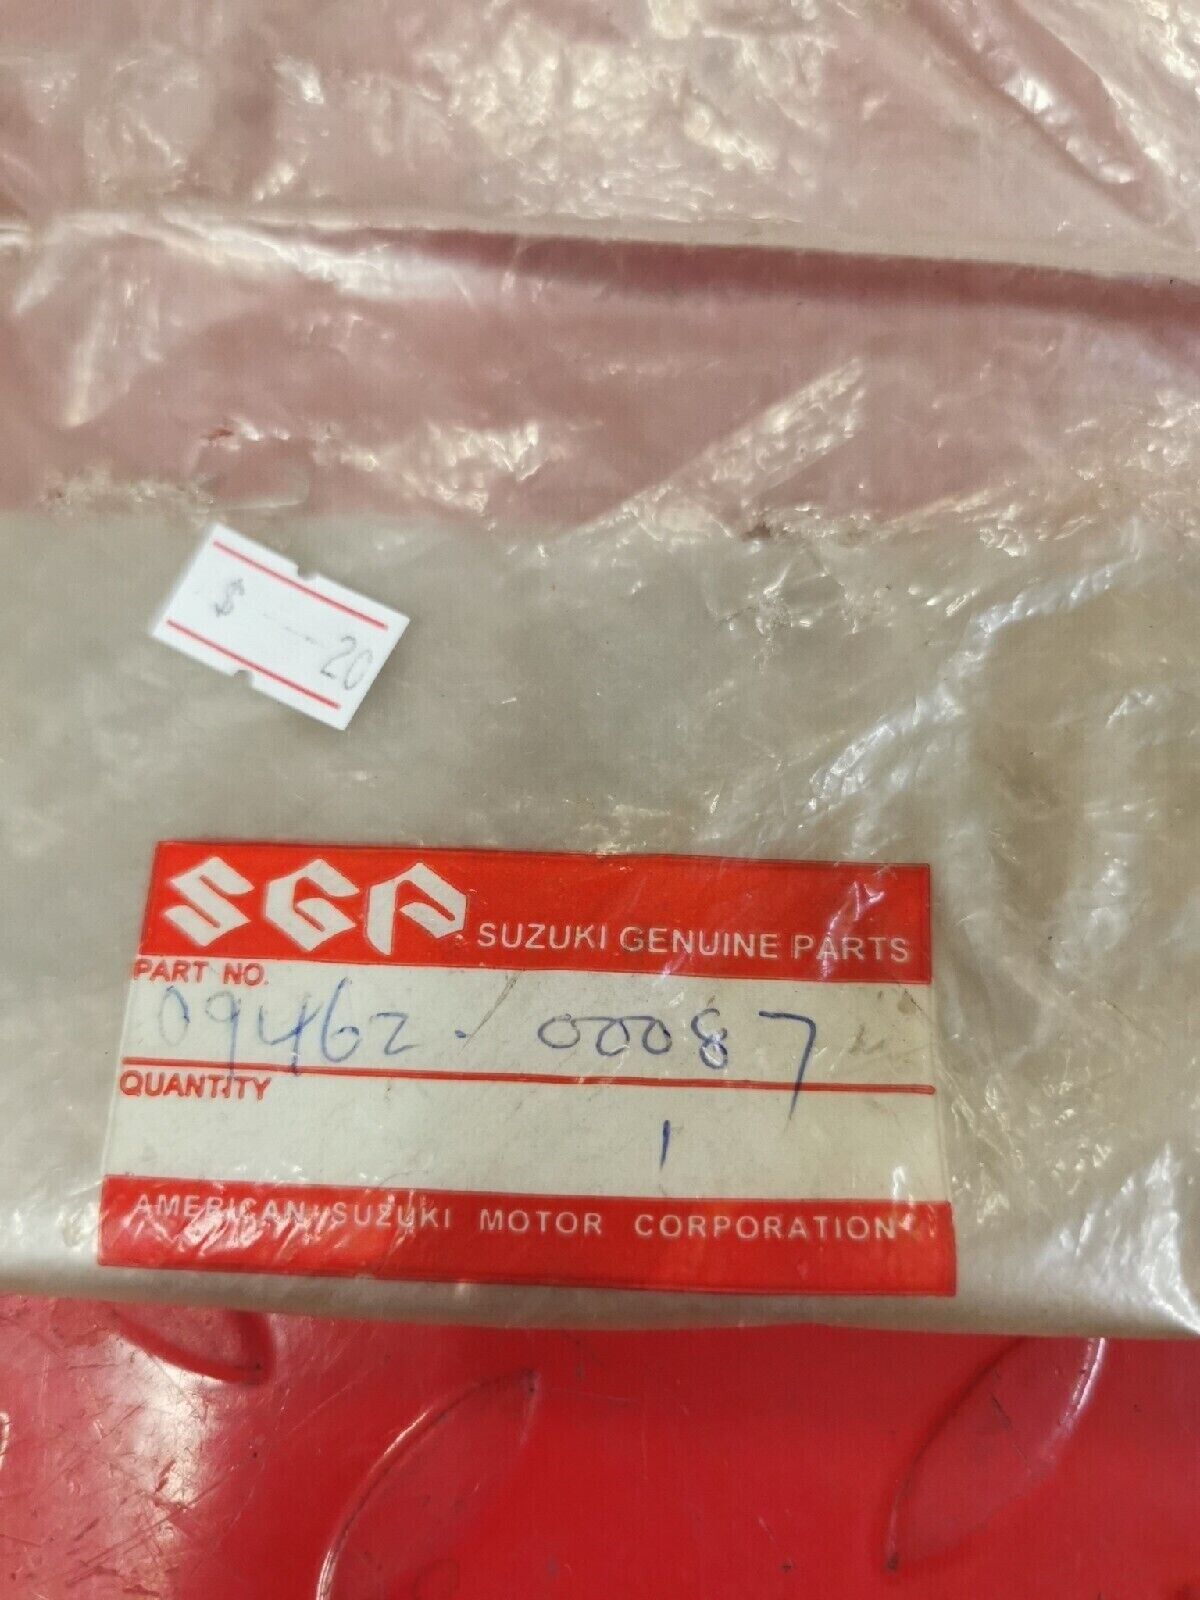 $ 20
SGP SUZUKI GENUINE PARTS
PART NO.
09462-00087
QUANTITY
1
AMERICAN SUZUKI MOTOR CORPORATION